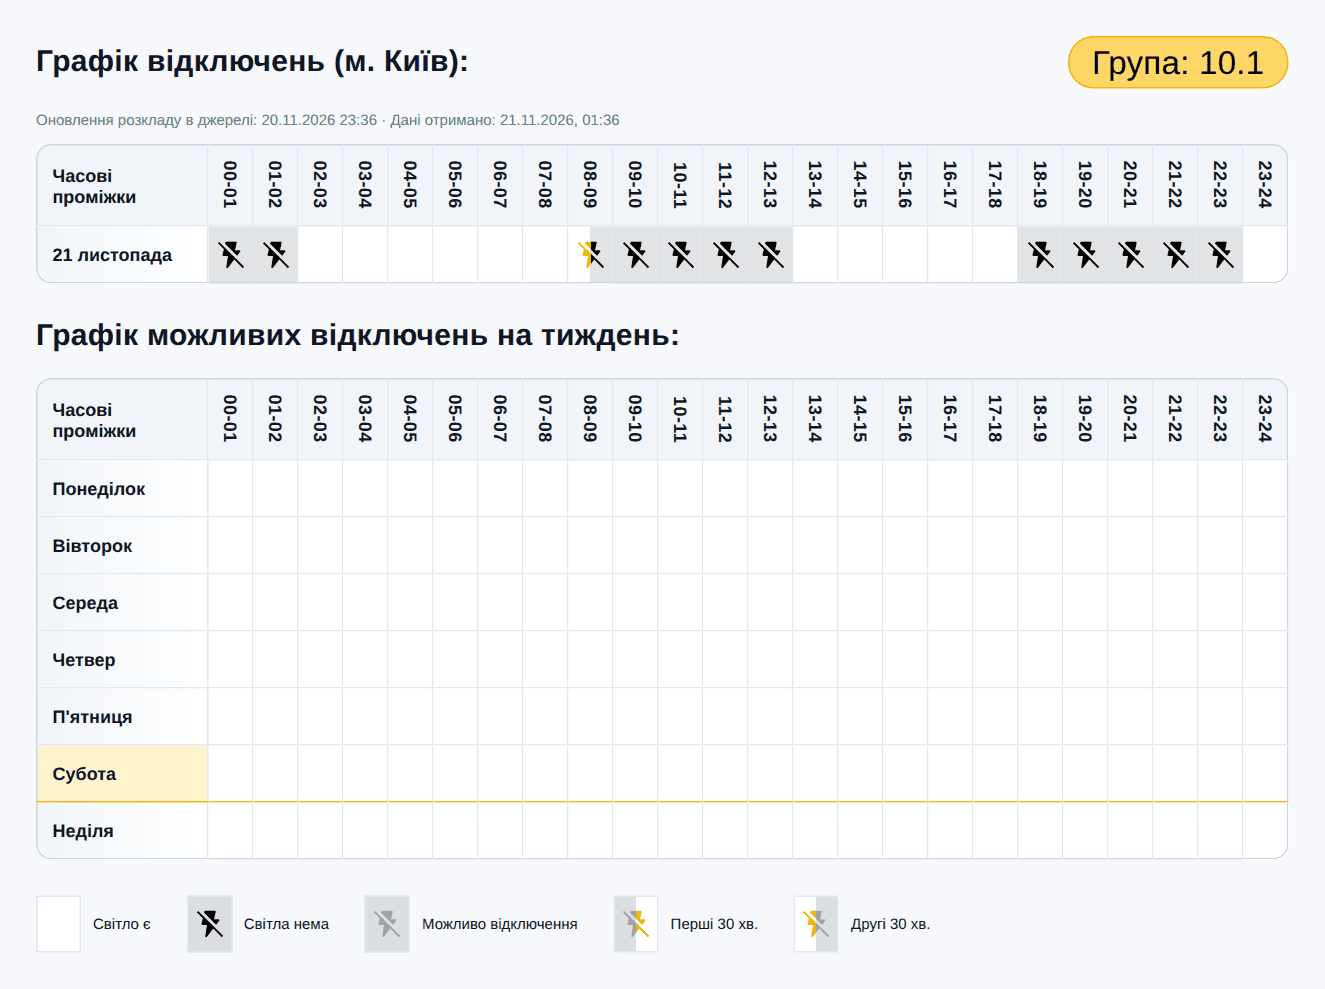 Графік відключень (м. Київ):
Група: 10.1
Оновлення розкладу в джерелі: 20.11.2026 23:36 · Дані отримано: 21.11.2026, 01:36
Часові проміжки 00-01 01-02 02-03 03-04 04-05 05-06 06-07 07-08 08-09 09-10 10-11 11-12 12-13 13-14 14-15 15-16 16-17 17-18 18-19 19-20 20-21 21-22 22-23 23-24
21 листопада
Графік можливих відключень на тиждень:
Часові проміжки 00-01 01-02 02-03 03-04 04-05 05-06 06-07 07-08 08-09 09-10 10-11 11-12 12-13 13-14 14-15 15-16 16-17 17-18 18-19 19-20 20-21 21-22 22-23 23-24
Понеділок
Вівторок
Середа
Четвер
П'ятниця
Субота
Неділя
Світло є Світла нема Можливо відключення Перші 30 хв. Другі 30 хв.